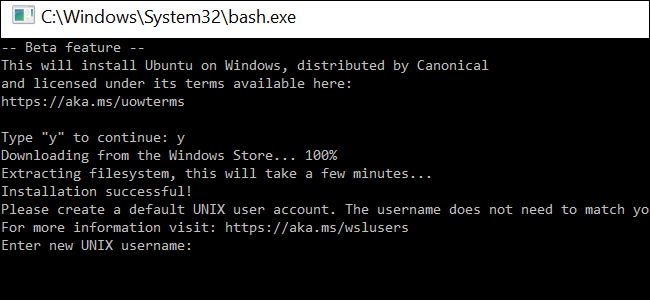 C:\Windows\System32\bash.exe
-- Beta feature --
This will install Ubuntu on Windows, distributed by Canonical
and licensed under its terms available here:
https://aka.ms/uowterms
Type "y" to continue: y
Downloading from the Windows Store... 100%
Extracting filesystem, this will take a few minutes...
Installation successful!
Please create a default UNIX user account. The username does not need to match yo
For more information visit: https://aka.ms/wslusers
Enter new UNIX username: